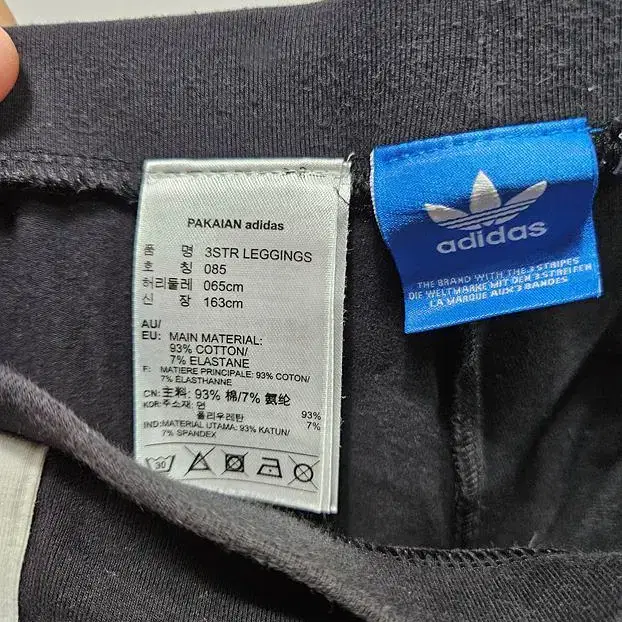 PAKAIAN adidas
품 명 3STR LEGGINGS
호 칭 085
허리둘레 065cm
신 장 163cm
AU/
EU: MAIN MATERIAL:
93% COTTON/
7% ELASTANE
F: MATIERE PRINCIPALE: 93% COTON/
7% ÉLASTHANNE
CN: 主料: 93% 棉/7% 氨纶
KOR: 주소재: 면 93%
폴리우레탄 7%
IND: MATERIAL UTAMA: 93% KATUN/
7% SPANDEX
30
adidas
THE BRAND WITH THE 3 STRIPES
DIE WELTMARKE MIT DEN 3 STREIFEN
LA MARQUE AUX 3 BANDES